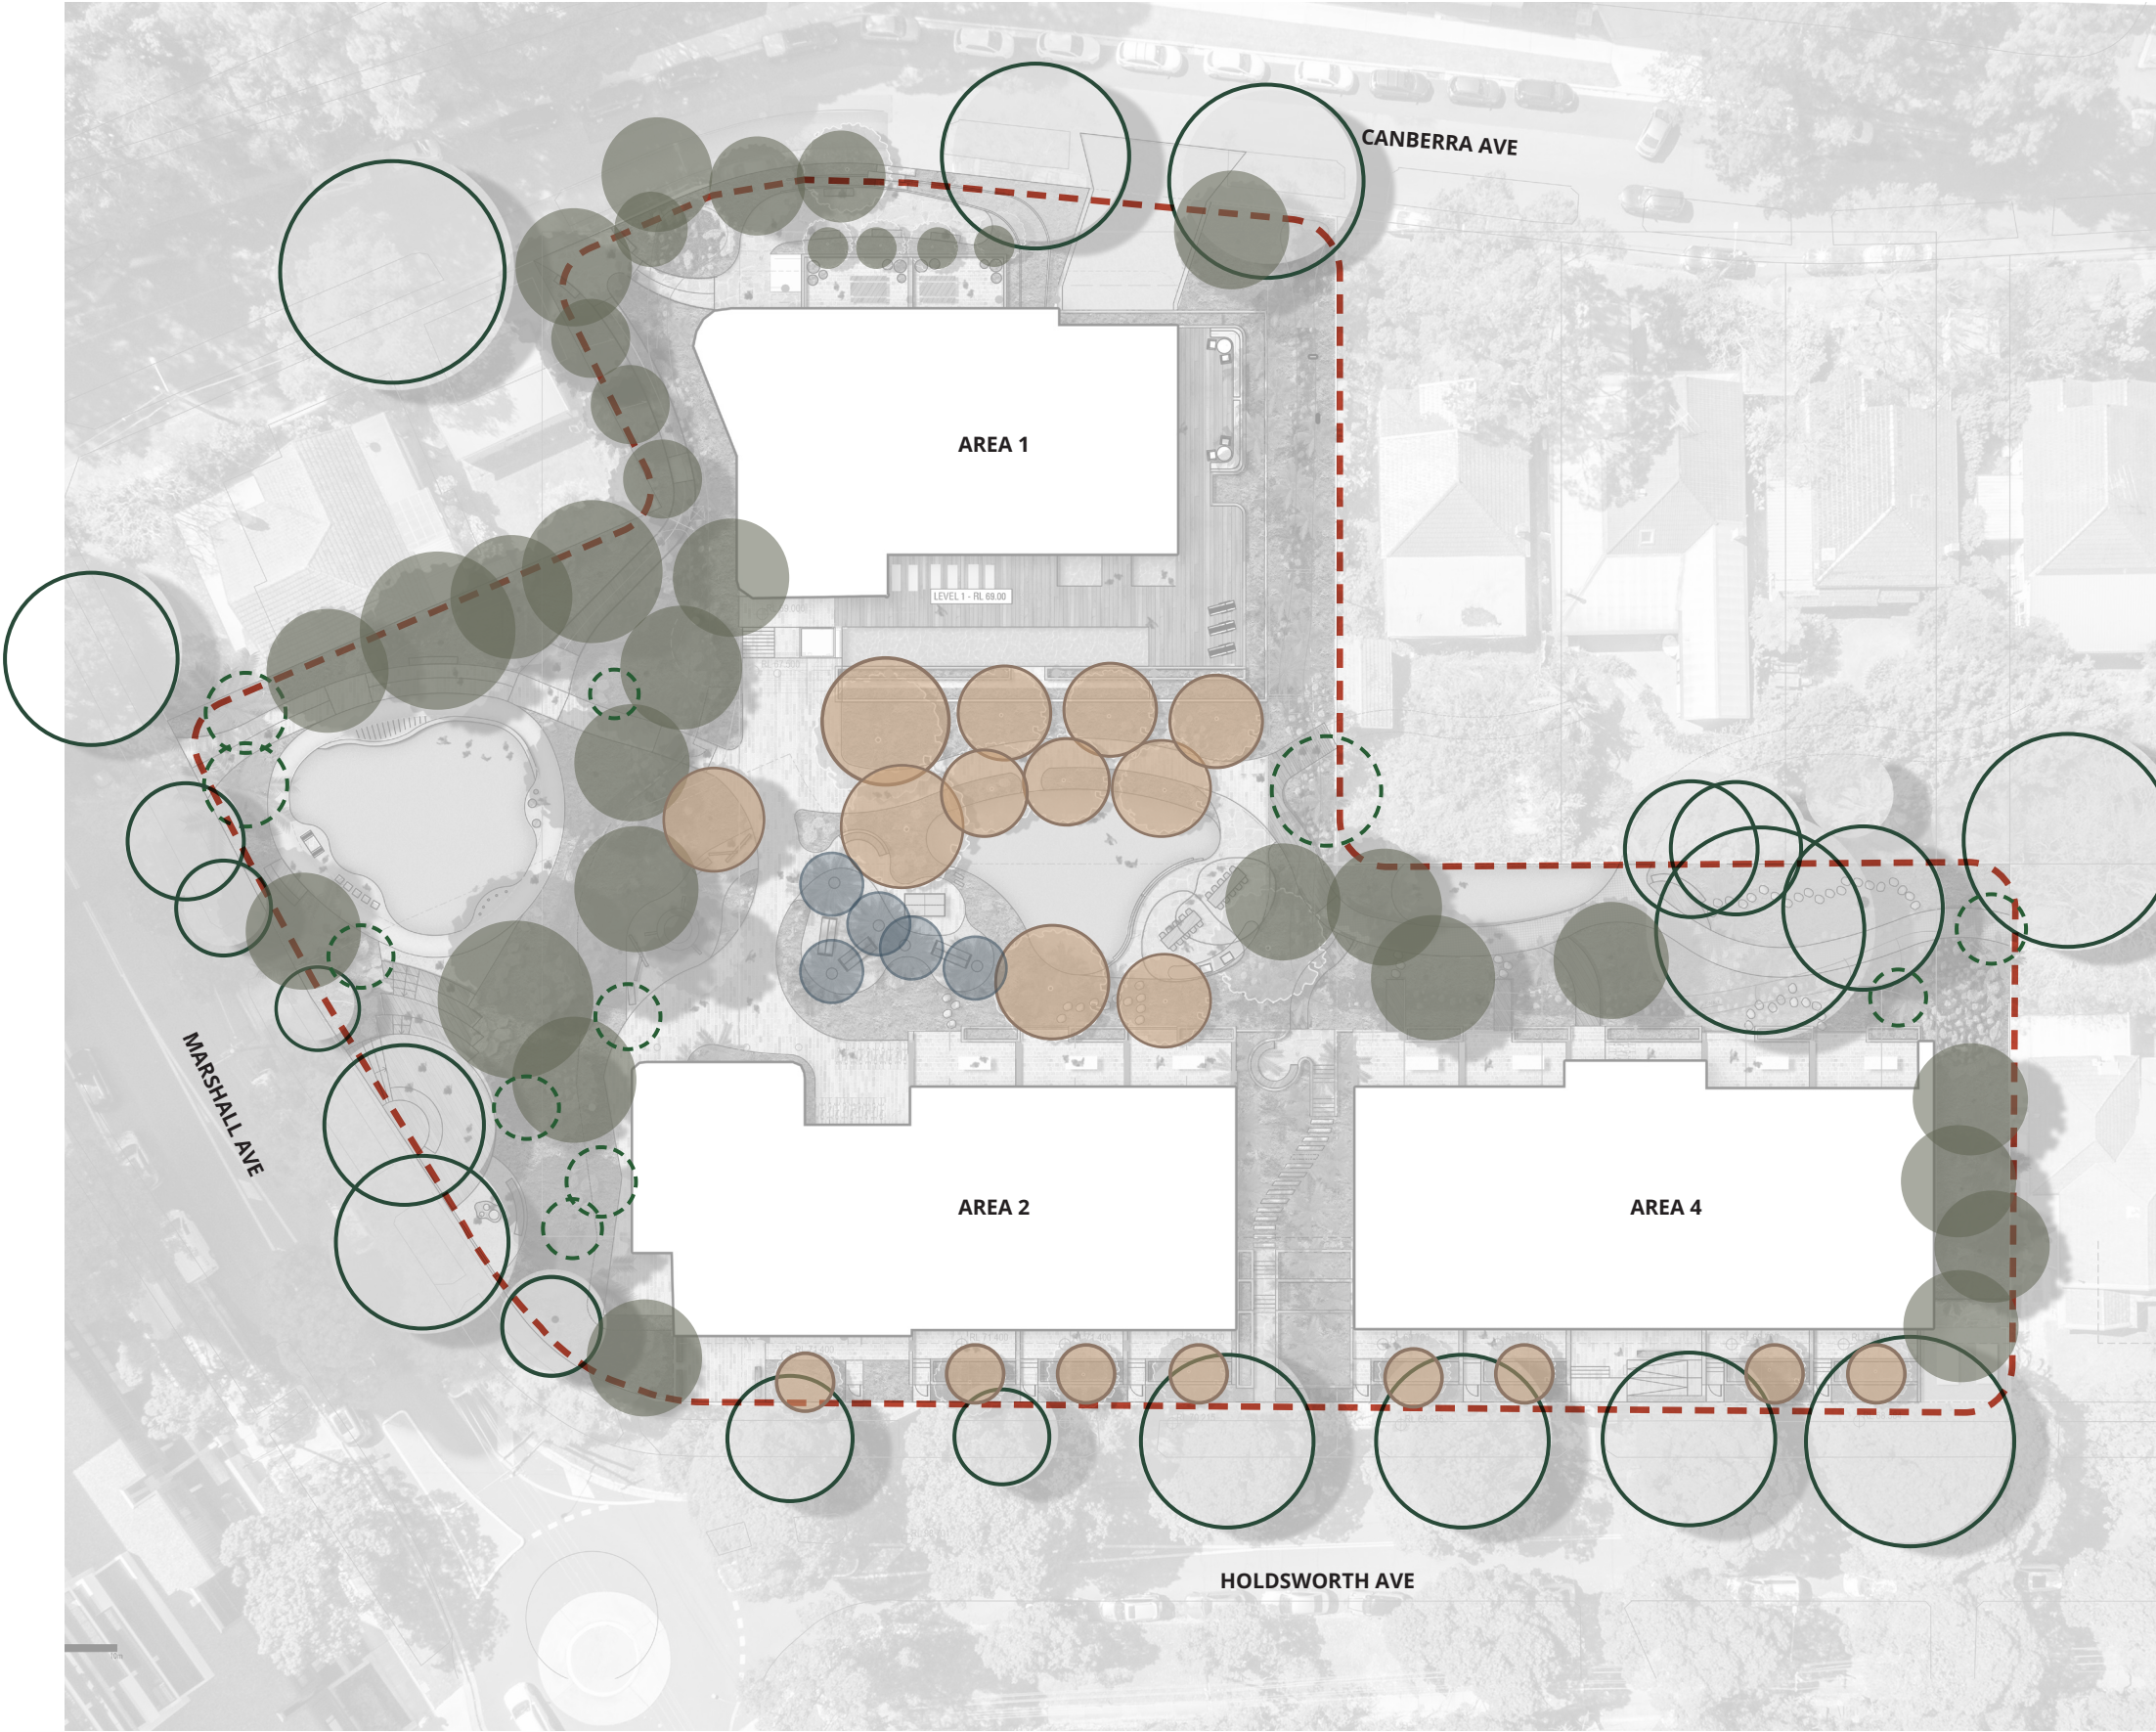 CANBERRA AVE
AREA 1
LEVEL 1 - RL 69.00
MARSHALL AVE
AREA 2
AREA 4
HOLDSWORTH AVE